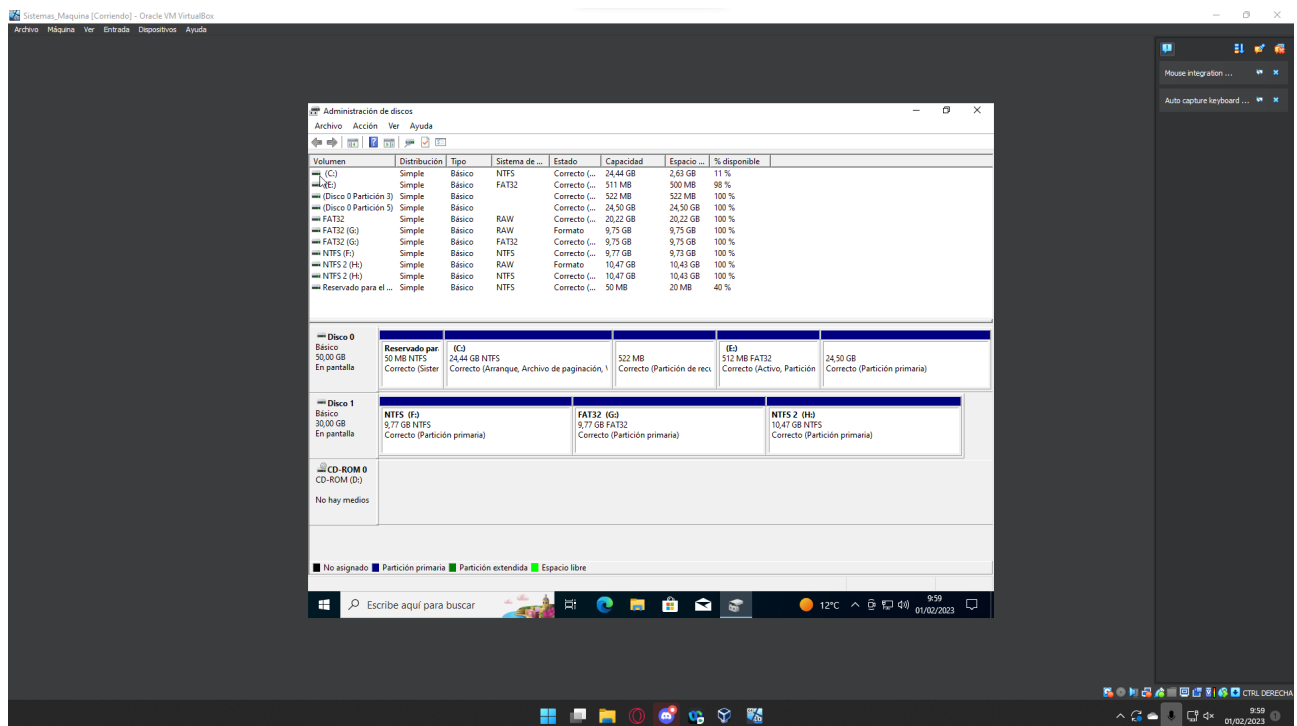 Sistemas_Maquina [Corriendo] - Oracle VM VirtualBox
Archivo Máquina Ver Entrada Dispositivos Ayuda
Mouse integration ...
Auto capture keyboard ...
Administración de discos
Archivo Acción Ver Ayuda
Volumen Distribución Tipo Sistema de ... Estado Capacidad Espacio ... % disponible
(C:) Simple Básico NTFS Correcto (... 24,44 GB 2,63 GB 11 %
(E:) Simple Básico FAT32 Correcto (... 511 MB 500 MB 98 %
(Disco 0 Partición 3) Simple Básico Correcto (... 522 MB 522 MB 100 %
(Disco 0 Partición 5) Simple Básico Correcto (... 24,50 GB 24,50 GB 100 %
FAT32 Simple Básico RAW Correcto (... 20,22 GB 20,22 GB 100 %
FAT32 (G:) Simple Básico RAW Formato 9,75 GB 9,75 GB 100 %
FAT32 (G:) Simple Básico FAT32 Correcto (... 9,75 GB 9,75 GB 100 %
NTFS (F:) Simple Básico NTFS Correcto (... 9,77 GB 9,73 GB 100 %
NTFS 2 (H:) Simple Básico RAW Formato 10,47 GB 10,43 GB 100 %
NTFS 2 (H:) Simple Básico NTFS Correcto (... 10,47 GB 10,43 GB 100 %
Reservado para el ... Simple Básico NTFS Correcto (... 50 MB 20 MB 40 %
Disco 0
Básico
50,00 GB
En pantalla
Reservado par
50 MB NTFS
Correcto (Sister
(C:)
24,44 GB NTFS
Correcto (Arranque, Archivo de paginación, \
522 MB
Correcto (Partición de recu
(E:)
512 MB FAT32
Correcto (Activo, Partición
24,50 GB
Correcto (Partición primaria)
Disco 1
Básico
30,00 GB
En pantalla
NTFS (F:)
9,77 GB NTFS
Correcto (Partición primaria)
FAT32 (G:)
9,77 GB FAT32
Correcto (Partición primaria)
NTFS 2 (H:)
10,47 GB NTFS
Correcto (Partición primaria)
CD-ROM 0
CD-ROM (D:)
No hay medios
No asignado Partición primaria Partición extendida Espacio libre
Escribe aquí para buscar
12°C
9:59
01/02/2023
CTRL DERECHA
9:59
01/02/2023